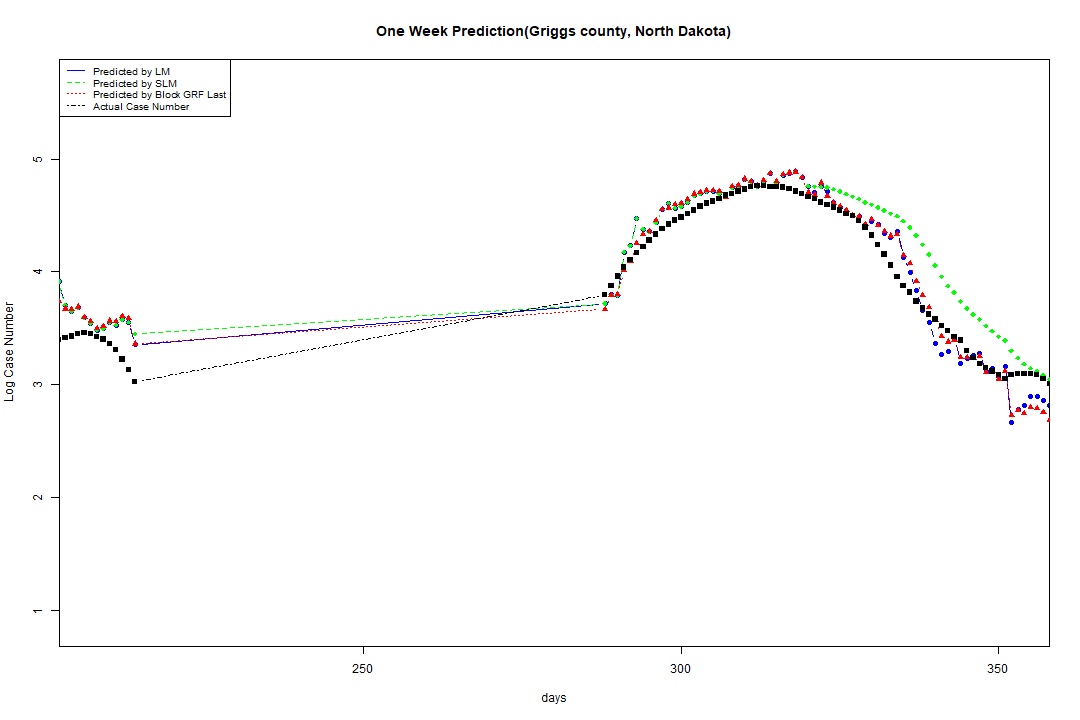 One Week Prediction(Griggs county, North Dakota)
Predicted by LM
Predicted by SLM
Predicted by Block GRF Last
Actual Case Number
5
4
3
2
1
Log Case Number
250 300 350
days